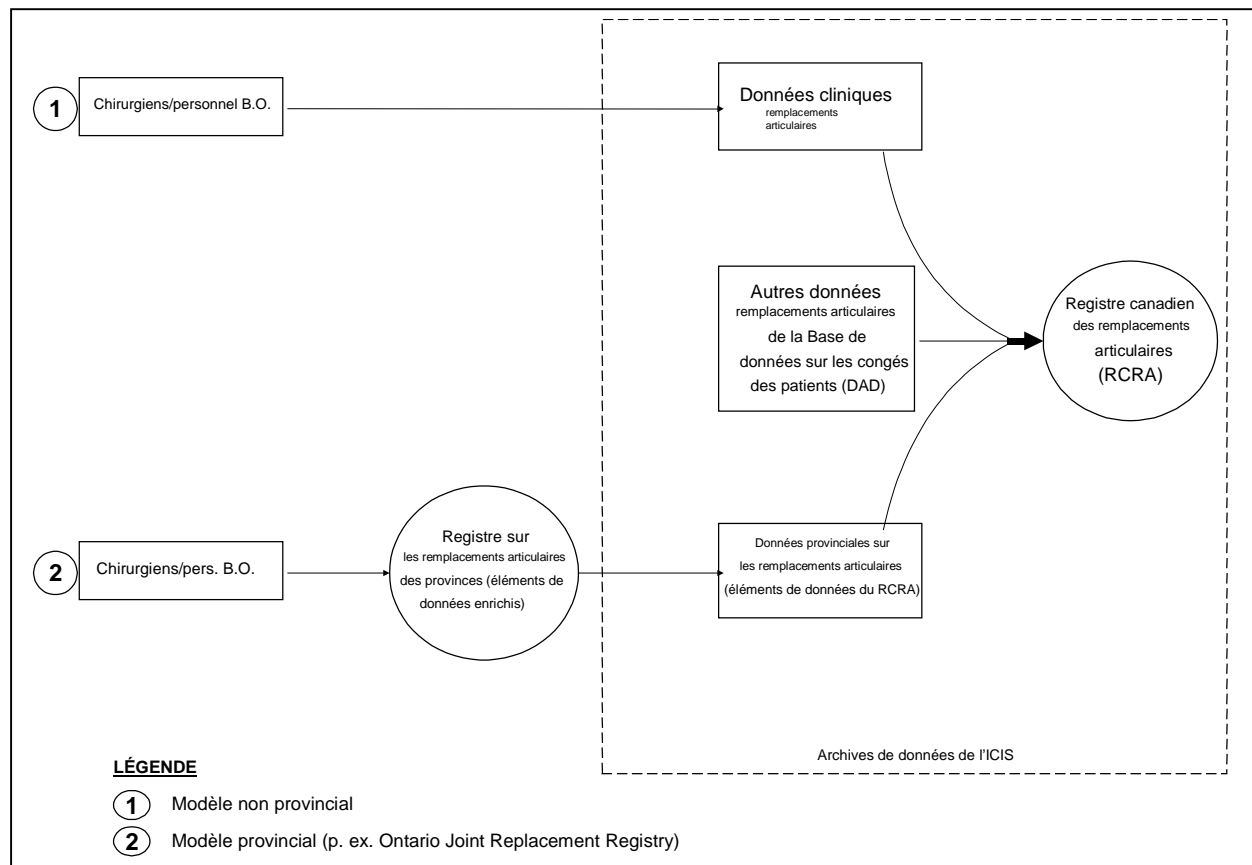 1
Chirurgiens/personnel B.O.
Données cliniques
remplacements
articulaires
Autres données
remplacements articulaires
de la Base de
données sur les congés
des patients (DAD)
Registre canadien
des remplacements
articulaires
(RCRA)
2
Chirurgiens/pers. B.O.
Registre sur
les remplacements articulaires
des provinces (éléments de
données enrichis)
Données provinciales sur
les remplacements articulaires
(éléments de données du RCRA)
Archives de données de l'ICIS
LÉGENDE
1 Modèle non provincial
2 Modèle provincial (p. ex. Ontario Joint Replacement Registry)